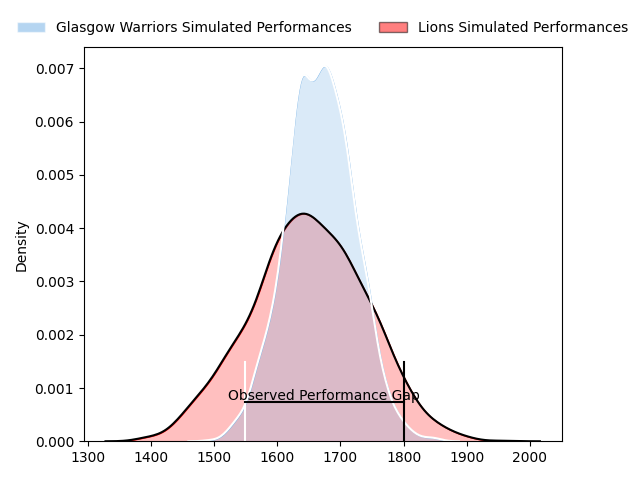 Glasgow Warriors Simulated Performances Lions Simulated Performances
Density
0.007
0.006
0.005
0.004
0.003
0.002
0.001
0.000
Observed Performance Gap
1300 1400 1500 1600 1700 1800 1900 2000